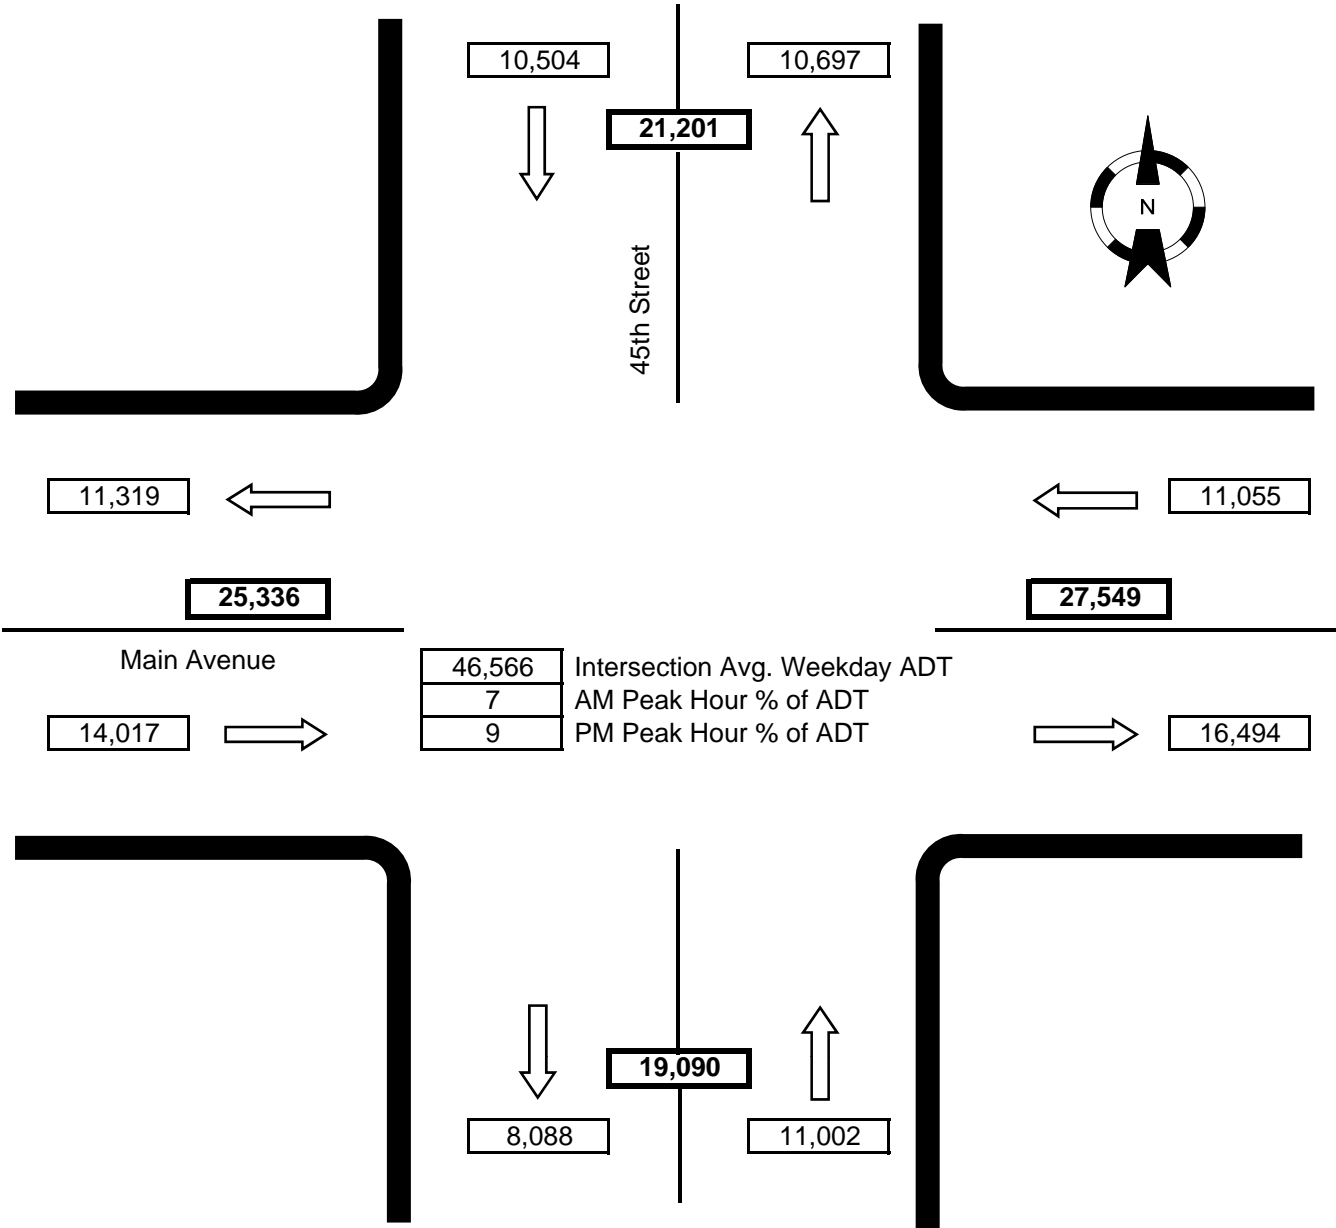 10,504
10,697
21,201
N
45th Street
11,319
11,055
25,336
27,549
Main Avenue
46,566 Intersection Avg. Weekday ADT
7 AM Peak Hour % of ADT
9 PM Peak Hour % of ADT
14,017
16,494
19,090
8,088
11,002